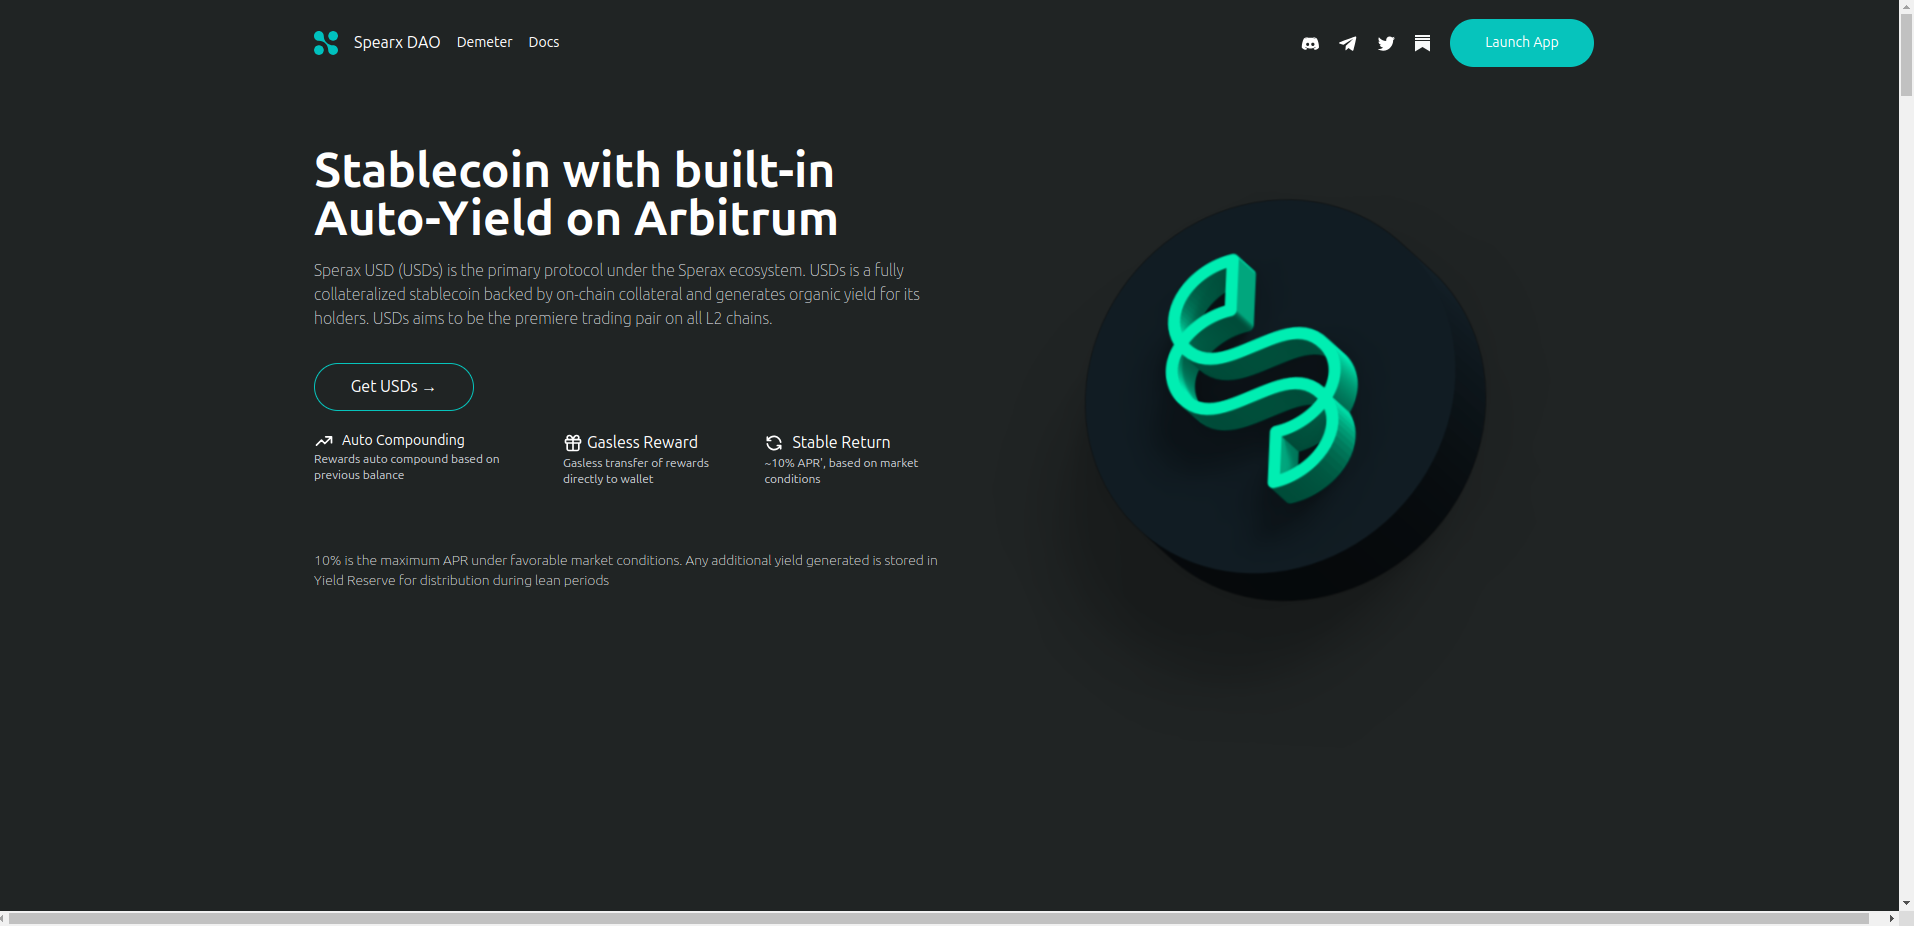 Spearx DAO Demeter Docs Launch App
Stablecoin with built-in
Auto-Yield on Arbitrum
Sperax USD (USDs) is the primary protocol under the Sperax ecosystem. USDs is a fully
collateralized stablecoin backed by on-chain collateral and generates organic yield for its
holders. USDs aims to be the premiere trading pair on all L2 chains.
Get USDs →
Auto Compounding
Rewards auto compound based on
previous balance
Gasless Reward
Gasless transfer of rewards
directly to wallet
Stable Return
~10% APR', based on market
conditions
10% is the maximum APR under favorable market conditions. Any additional yield generated is stored in
Yield Reserve for distribution during lean periods